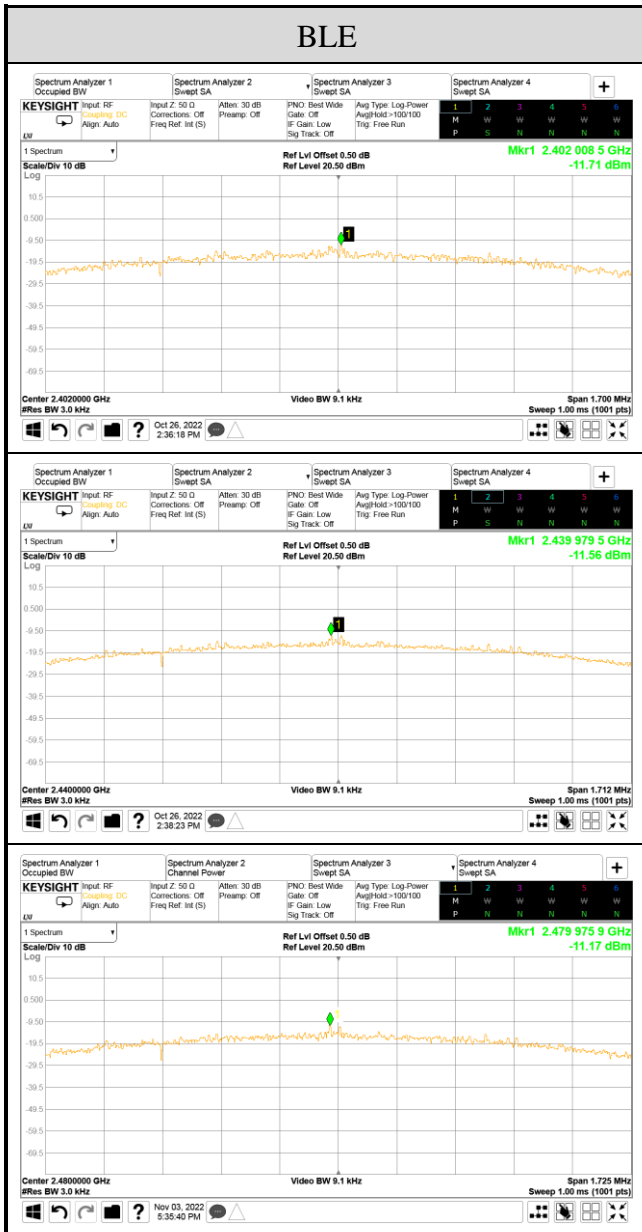 BLE
Spectrum Analyzer 1 Spectrum Analyzer 2 Spectrum Analyzer 3 Spectrum Analyzer 4
Occupied BW Swept SA Swept SA Swept SA
KEYSIGHT Input: RF Input Z: 50 Ω Atten: 30 dB PNO: Best Wide Avg Type: Log-Power 1 2 3 4 5 6
Coupling: DC Corrections: Off Preamp: Off Gate: Off Avg|Hold:>100/100 M W W W W W
Align: Auto Freq Ref: Int (S) IF Gain: Low Trig: Free Run
Sig Track: Off P S N N N N
1 Spectrum Ref Lvl Offset 0.50 dB Mkr1 2.402 008 5 GHz
Scale/Div 10 dB Ref Level 20.50 dBm -11.71 dBm
Log
10.5
0.500
1
-9.50
-19.5
-29.5
-39.5
-49.5
-59.5
-69.5
Center 2.4020000 GHz Video BW 9.1 kHz Span 1.700 MHz
#Res BW 3.0 kHz Sweep 1.00 ms (1001 pts)
? Oct 26, 2022
2:36:18 PM
Spectrum Analyzer 1 Spectrum Analyzer 2 Spectrum Analyzer 3 Spectrum Analyzer 4
Occupied BW Swept SA Swept SA Swept SA
KEYSIGHT Input: RF Input Z: 50 Ω Atten: 30 dB PNO: Best Wide Avg Type: Log-Power 1 2 3 4 5 6
Coupling: DC Corrections: Off Preamp: Off Gate: Off Avg|Hold:>100/100 M W W W W W
Align: Auto Freq Ref: Int (S) IF Gain: Low Trig: Free Run
Sig Track: Off P S N N N N
1 Spectrum Ref Lvl Offset 0.50 dB Mkr1 2.439 979 5 GHz
Scale/Div 10 dB Ref Level 20.50 dBm -11.56 dBm
Log
10.5
0.500
1
-9.50
-19.5
-29.5
-39.5
-49.5
-59.5
-69.5
Center 2.4400000 GHz Video BW 9.1 kHz Span 1.712 MHz
#Res BW 3.0 kHz Sweep 1.00 ms (1001 pts)
? Oct 26, 2022
2:38:23 PM
Spectrum Analyzer 1 Spectrum Analyzer 2 Spectrum Analyzer 3 Spectrum Analyzer 4
Occupied BW Channel Power Swept SA Swept SA
KEYSIGHT Input: RF Input Z: 50 Ω Atten: 30 dB PNO: Best Wide Avg Type: Log-Power 1 2 3 4 5 6
Coupling: DC Corrections: Off Preamp: Off Gate: Off Avg|Hold:>100/100 M W W W W W
Align: Auto Freq Ref: Int (S) IF Gain: Low Trig: Free Run
Sig Track: Off P N N N N N
1 Spectrum Ref Lvl Offset 0.50 dB Mkr1 2.479 975 9 GHz
Scale/Div 10 dB Ref Level 20.50 dBm -11.17 dBm
Log
10.5
0.500
1
-9.50
-19.5
-29.5
-39.5
-49.5
-59.5
-69.5
Center 2.4800000 GHz Video BW 9.1 kHz Span 1.725 MHz
#Res BW 3.0 kHz Sweep 1.00 ms (1001 pts)
? Nov 03, 2022
5:35:40 PM